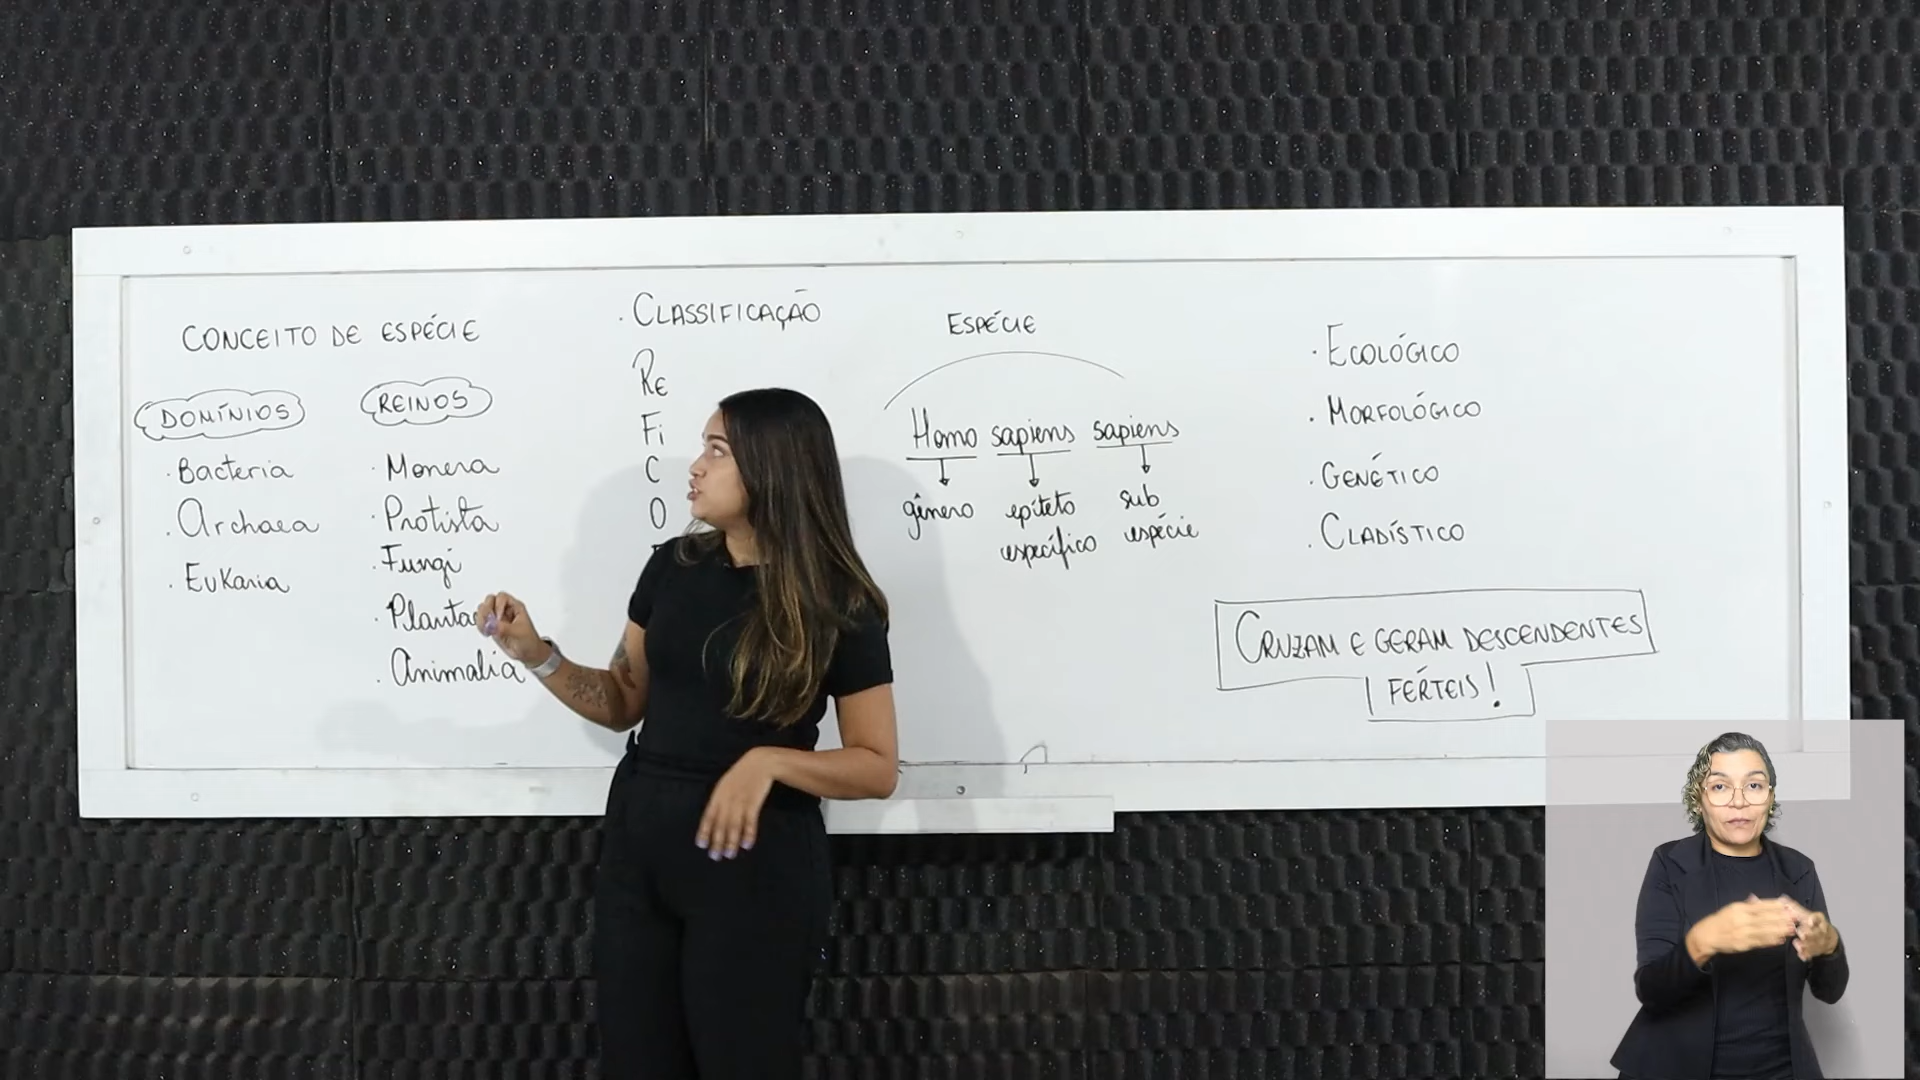 CONCEITO DE ESPÉCIE
DOMÍNIOS
· Bacteria
· Archaea
· Eukaria
REINOS
· Monera
· Protista
· Fungi
· Plantae
· Animalia
· CLASSIFICAÇÃO
RE
Fi
C
O
ESPÉCIE
Homo sapiens sapiens
gênero
epíteto
específico
sub
espécie
· ECOLÓGICO
· MORFOLÓGICO
· GENÉTICO
· CLADÍSTICO
CRUZAM E GERAM DESCENDENTES
FÉRTEIS!